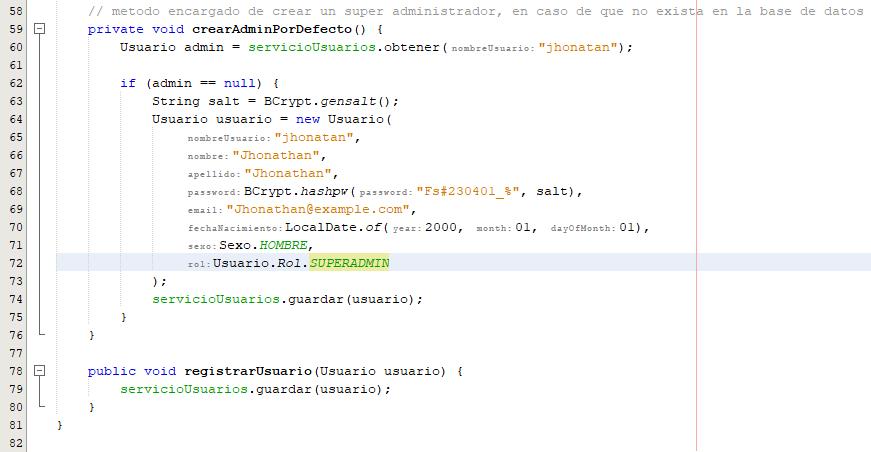 58 // metodo encargado de crear un super administrador, en caso de que no exista en la base de datos
59 private void crearAdminPorDefecto() {
60 Usuario admin = servicioUsuarios.obtener( nombreUsuario: "jhonatan");
61
62 if (admin == null) {
63 String salt = BCrypt.gensalt();
64 Usuario usuario = new Usuario(
65 nombreUsuario: "jhonatan",
66 nombre: "Jhonathan",
67 apellido: "Jhonathan",
68 password: BCrypt.hashpw( password: "Fs#230401_%", salt),
69 email: "Jhonathan@example.com",
70 fechaNacimiento: LocalDate.of( year: 2000, month: 01, dayOfMonth: 01),
71 sexo: Sexo.HOMBRE,
72 rol: Usuario.Rol.SUPERADMIN
73 );
74 servicioUsuarios.guardar(usuario);
75 }
76 }
77
78 public void registrarUsuario(Usuario usuario) {
79 servicioUsuarios.guardar(usuario);
80 }
81 }
82